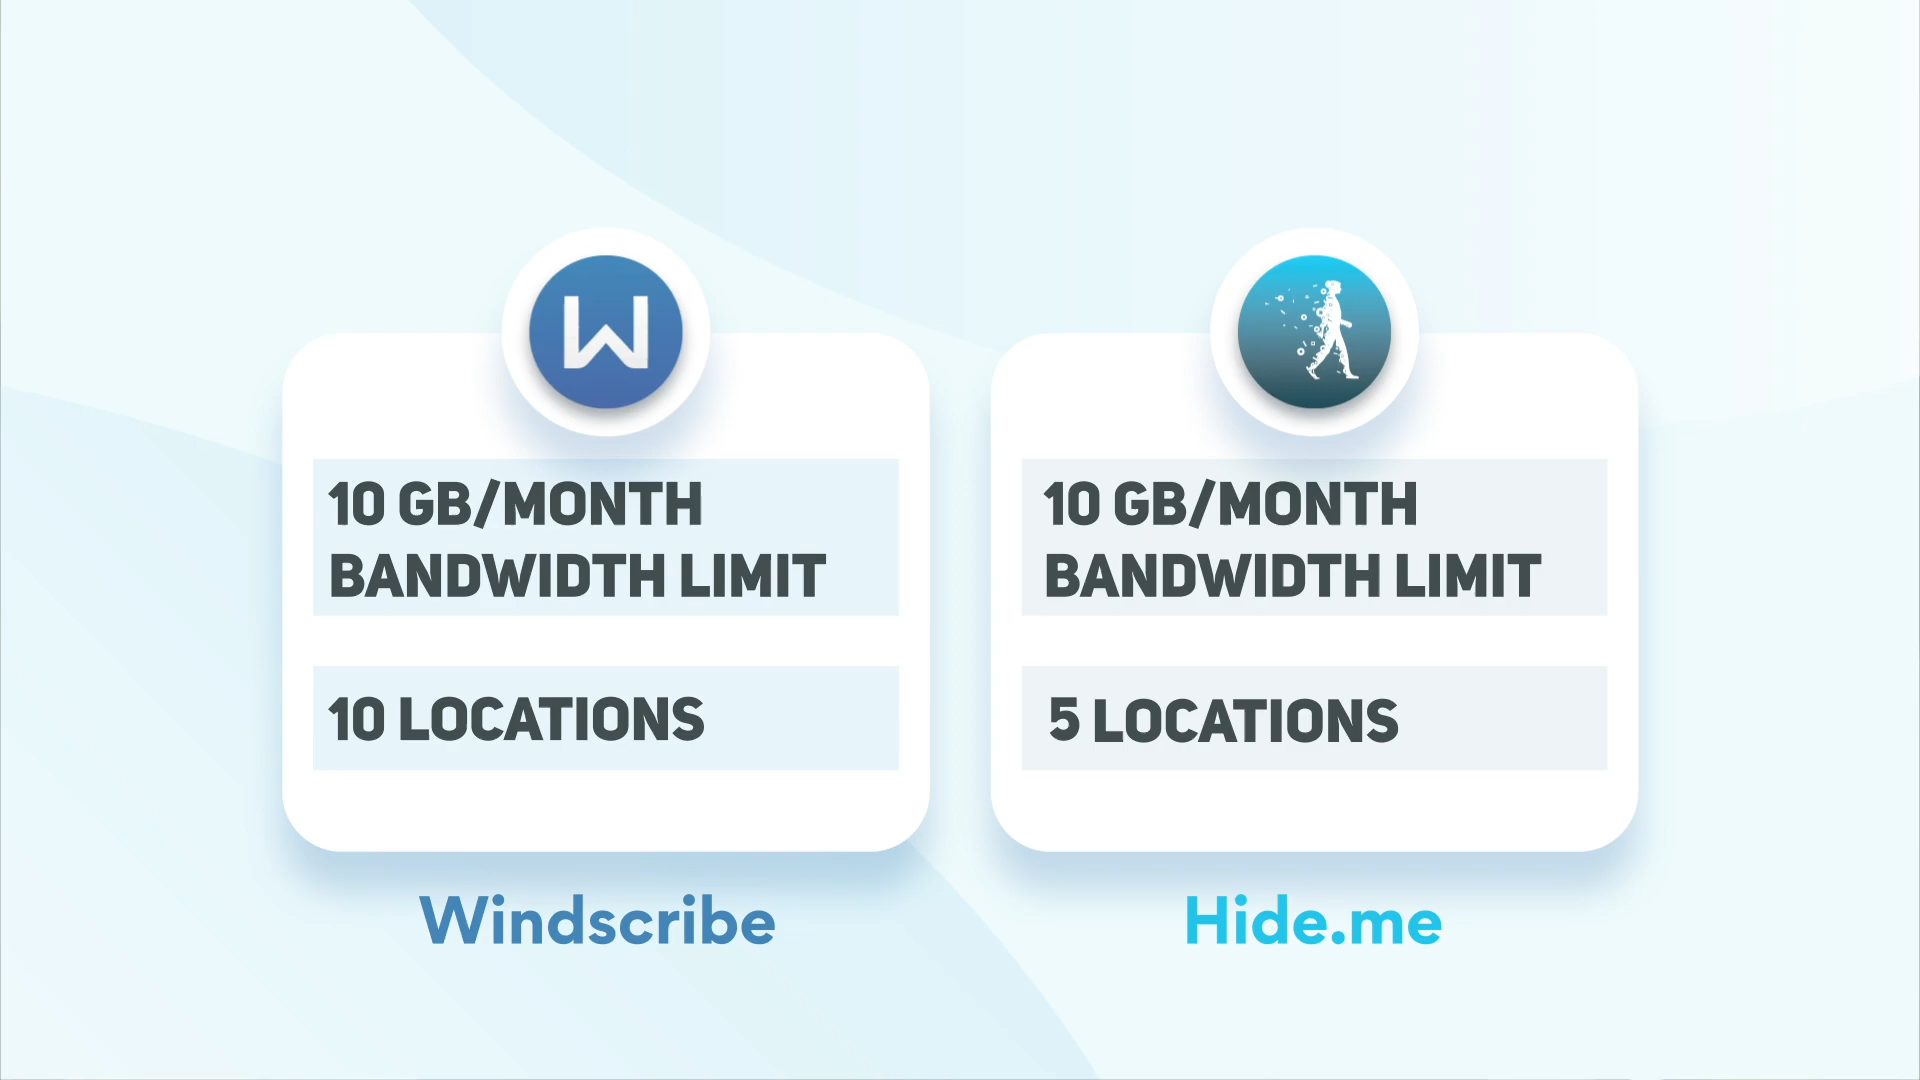 W
10 GB/MONTH
BANDWIDTH LIMIT
10 LOCATIONS
Windscribe
10 GB/MONTH
BANDWIDTH LIMIT
5 LOCATIONS
Hide.me